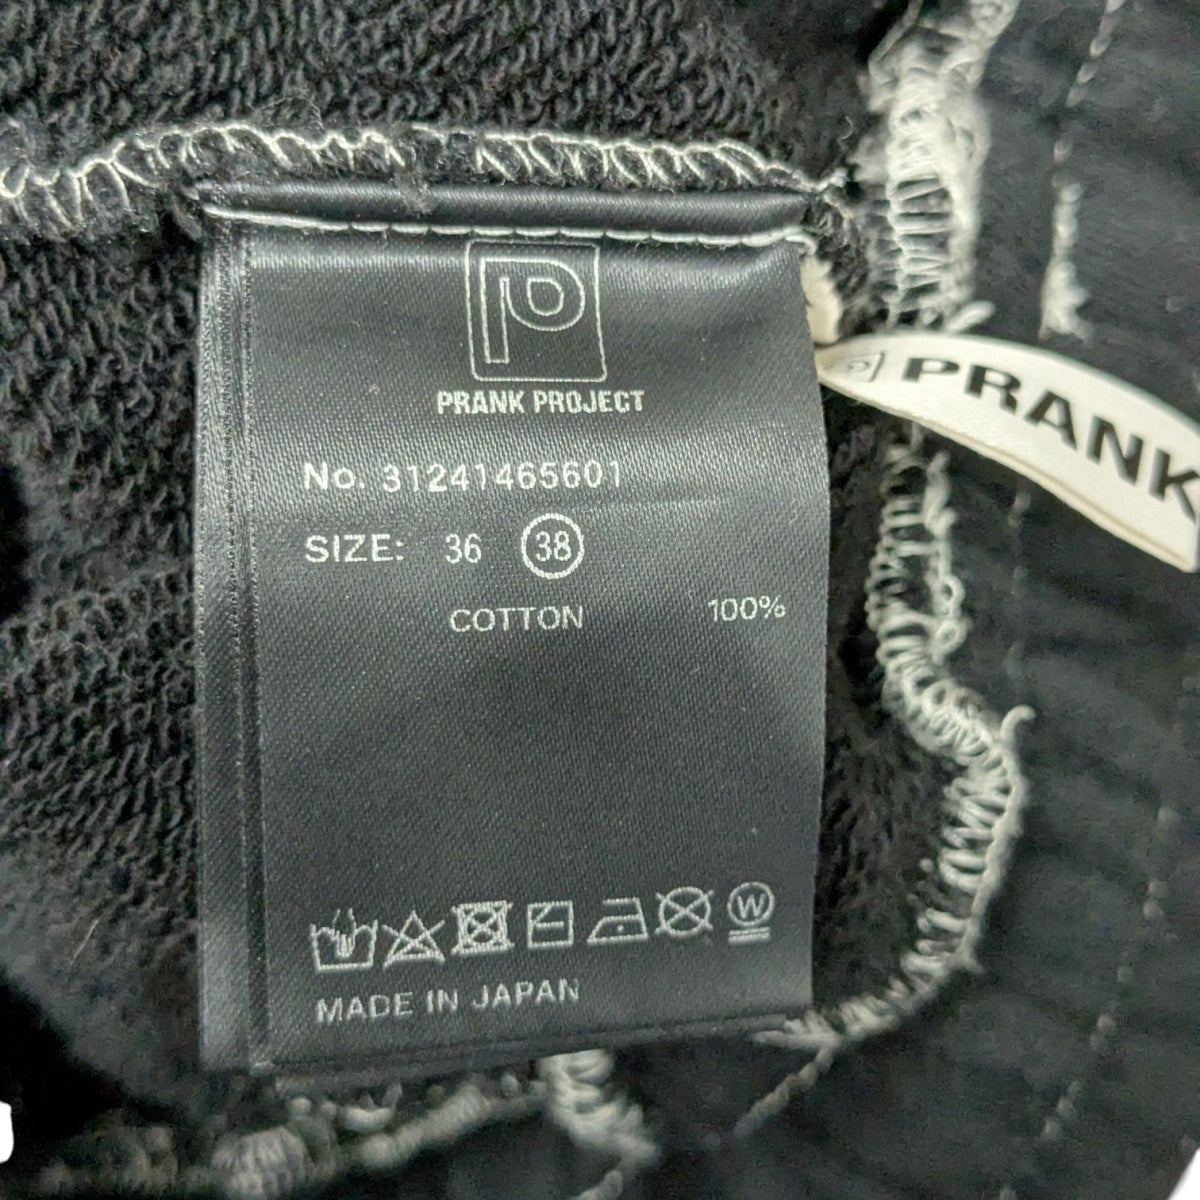 PRANK PROJECT
No. 31241465601
SIZE: 36 38
COTTON 100%
W
MADE IN JAPAN
P PRANK